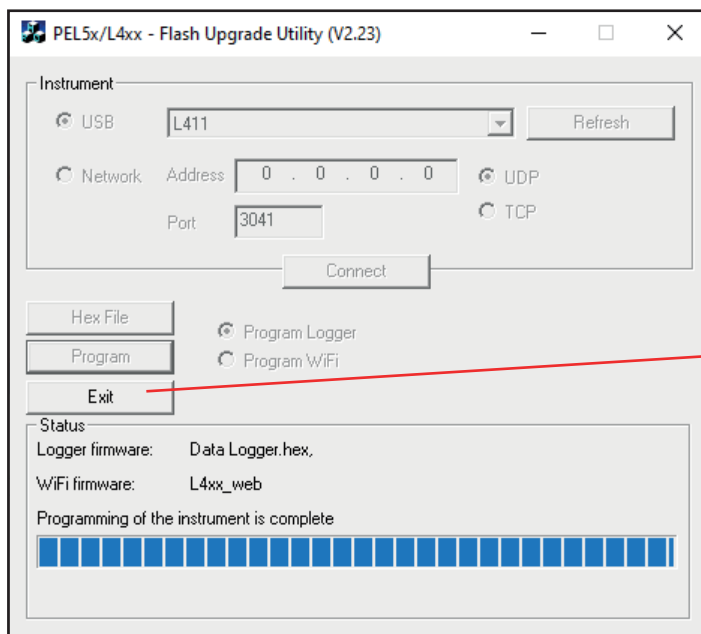 PEL5x/L4xx - Flash Upgrade Utility (V2.23)
Instrument
USB L411 Refresh
Network Address 0 . 0 . 0 . 0 UDP
Port 3041 TCP
Connect
Hex File
Program Logger
Program
Program WiFi
Exit
Status
Logger firmware: Data Logger.hex,
WiFi firmware: L4xx_web
Programming of the instrument is complete